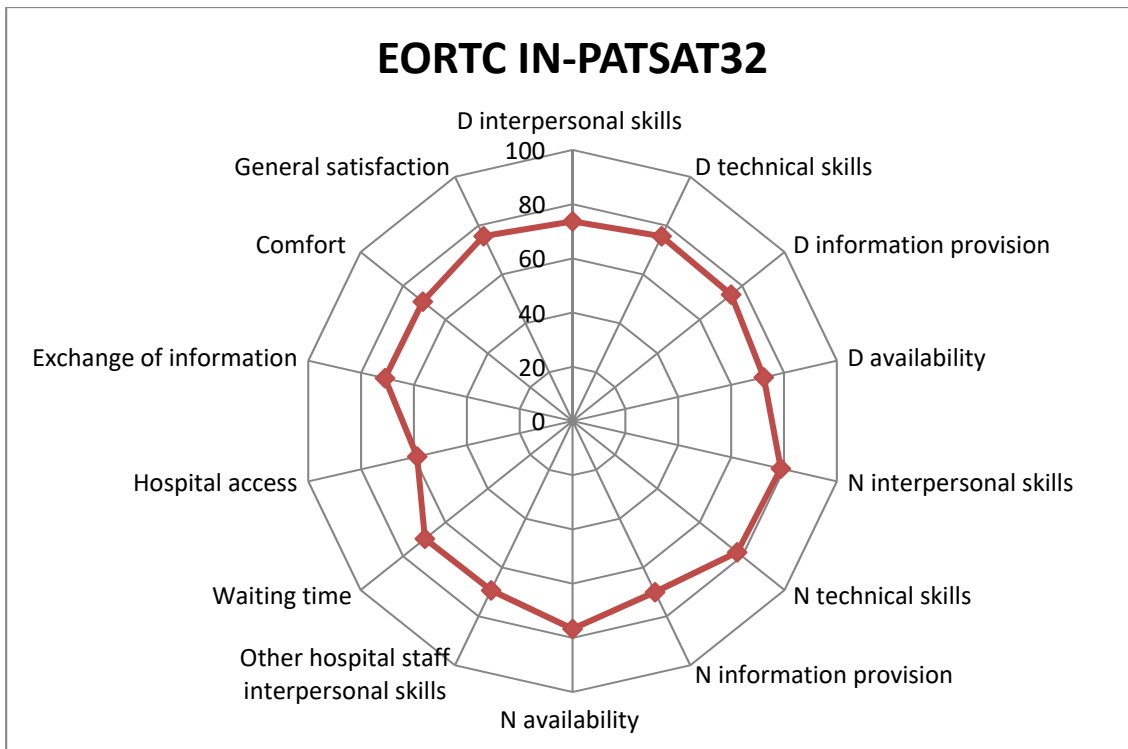 EORTC IN-PATSAT32
D interpersonal skills
D technical skills
D information provision
D availability
N interpersonal skills
N technical skills
N information provision
N availability
Other hospital staff
interpersonal skills
Waiting time
Hospital access
Exchange of information
Comfort
General satisfaction
100
80
60
40
20
0